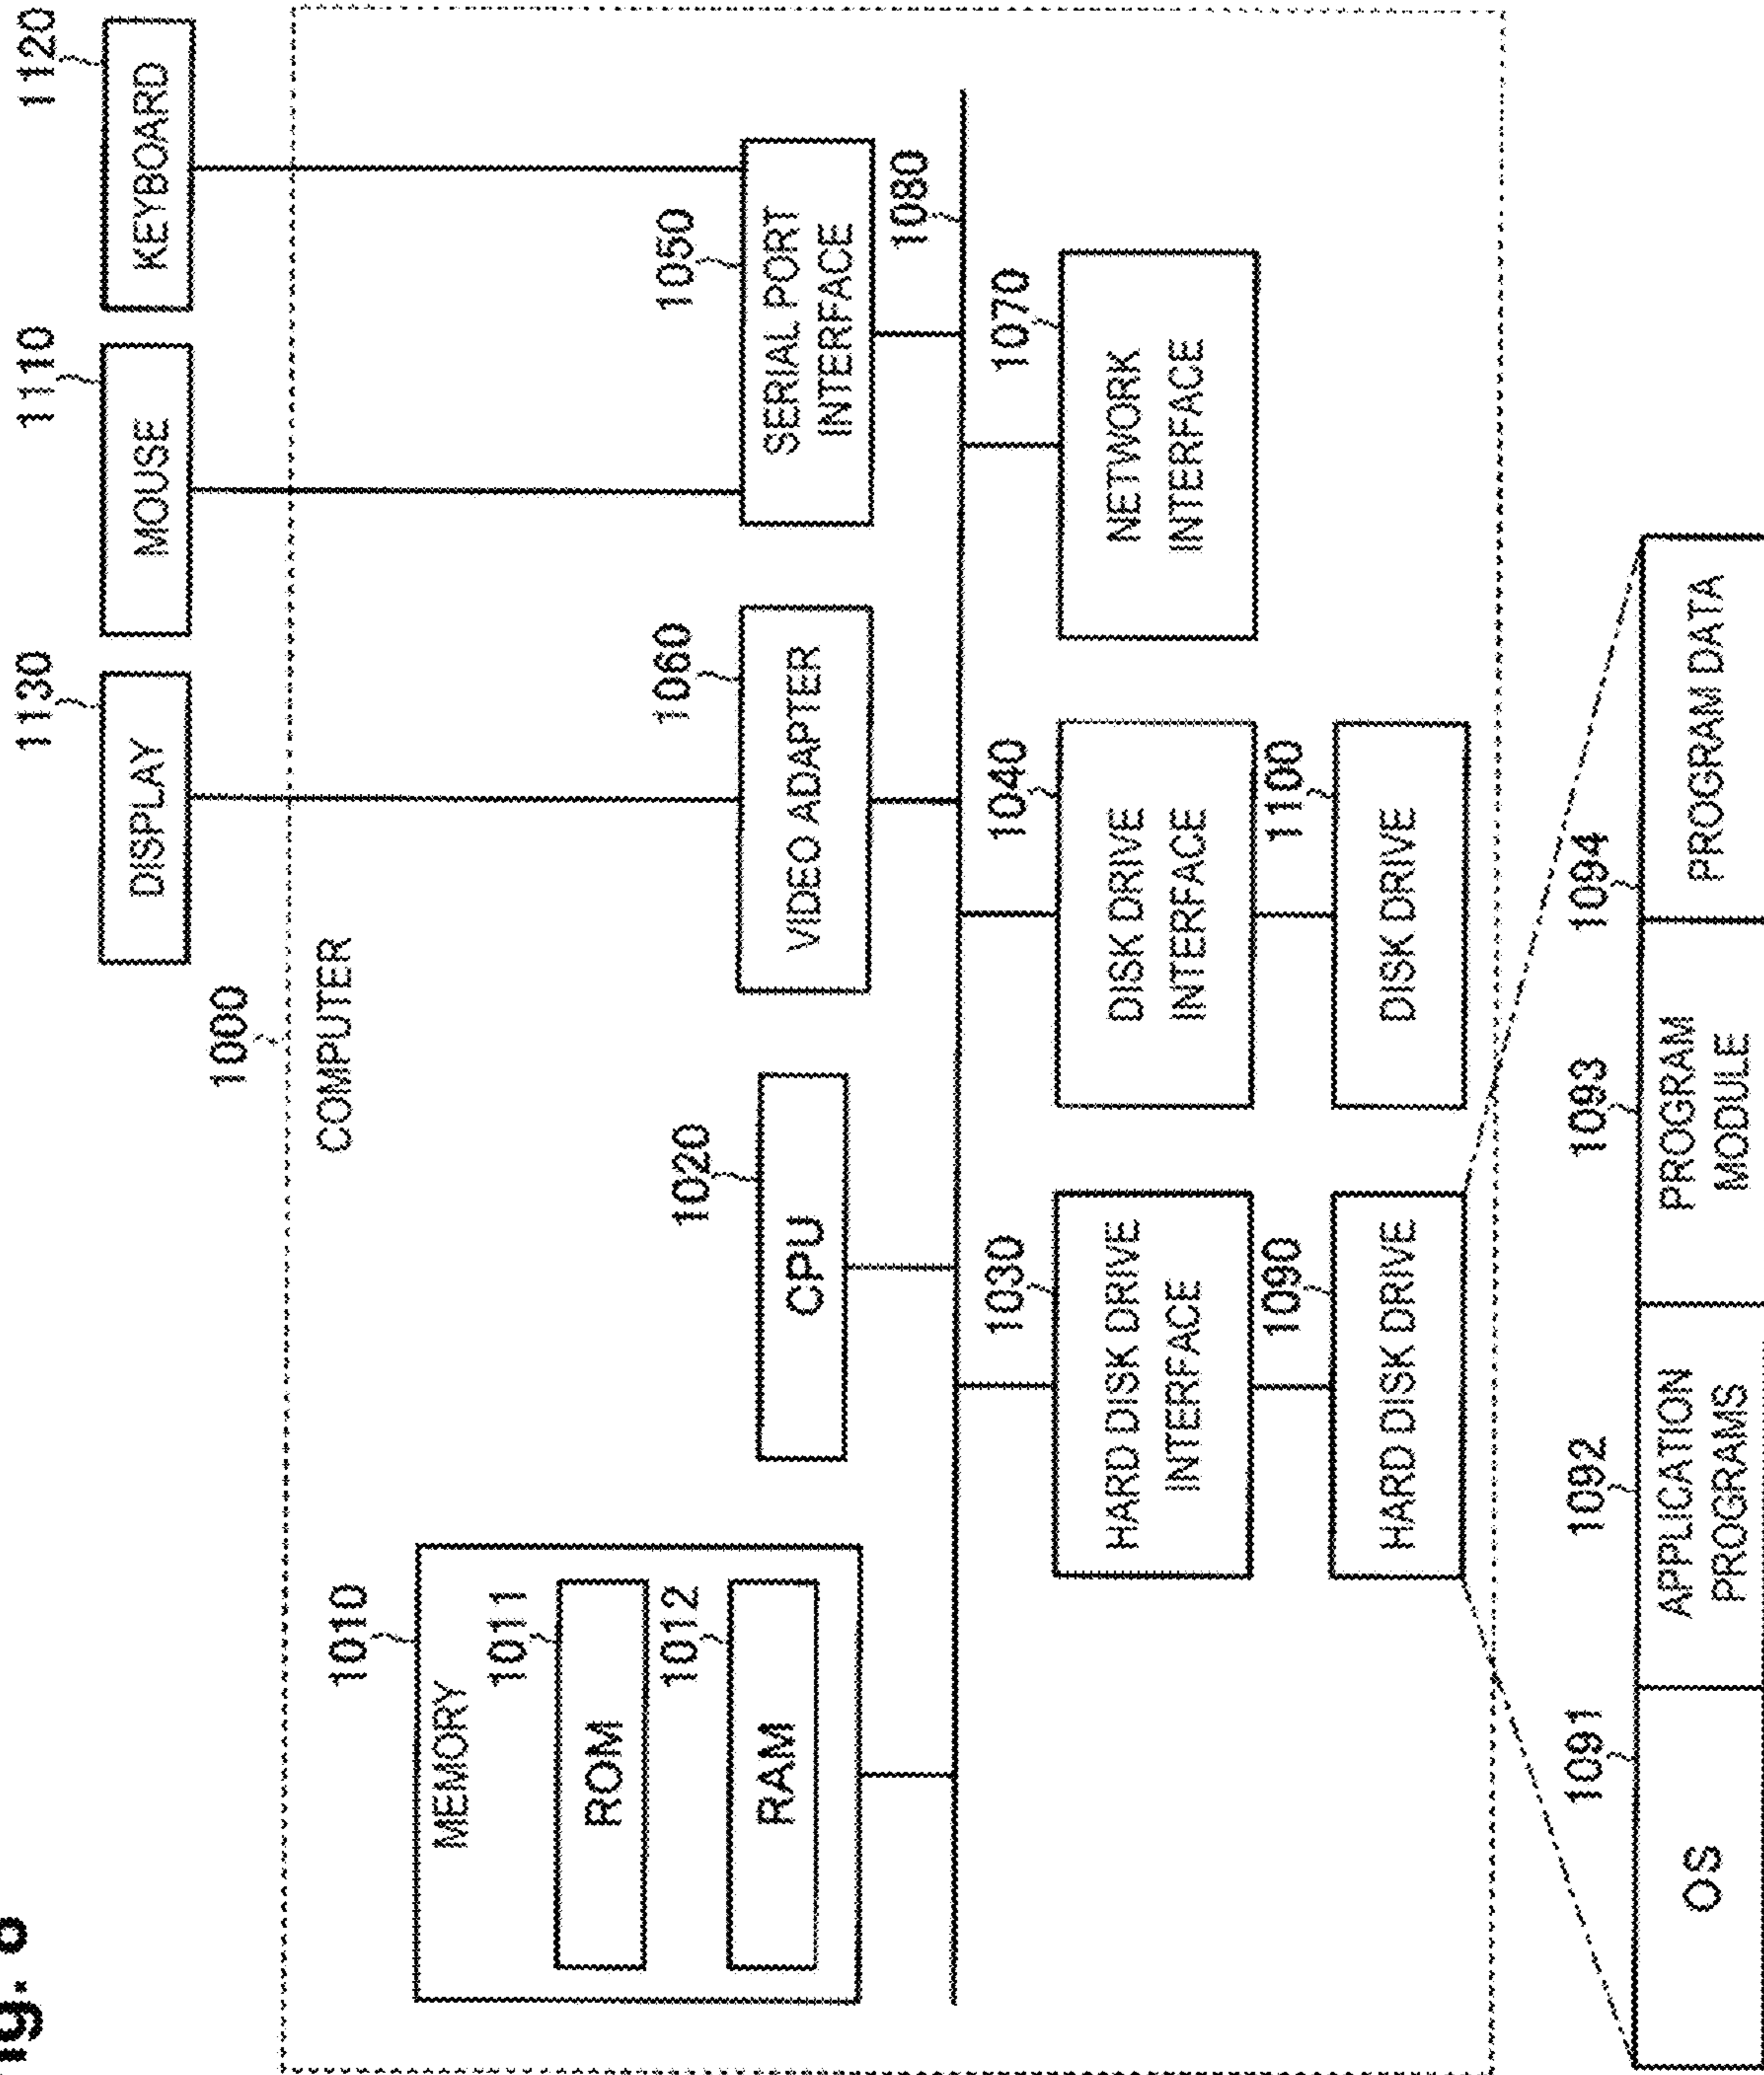 1130
1110
1120
DISPLAY
MOUSE
KEYBOARD
1000
COMPUTER
1010
MEMORY
1011
ROM
1012
RAM
1020
CPU
1060
VIDEO ADAPTER
1050
SERIAL PORT
INTERFACE
1080
1030
HARD DISK DRIVE
INTERFACE
1040
DISK DRIVE
INTERFACE
1070
NETWORK
INTERFACE
1090
HARD DISK DRIVE
1100
DISK DRIVE
1091
OS
1092
APPLICATION
PROGRAMS
1093
PROGRAM
MODULE
1094
PROGRAM DATA